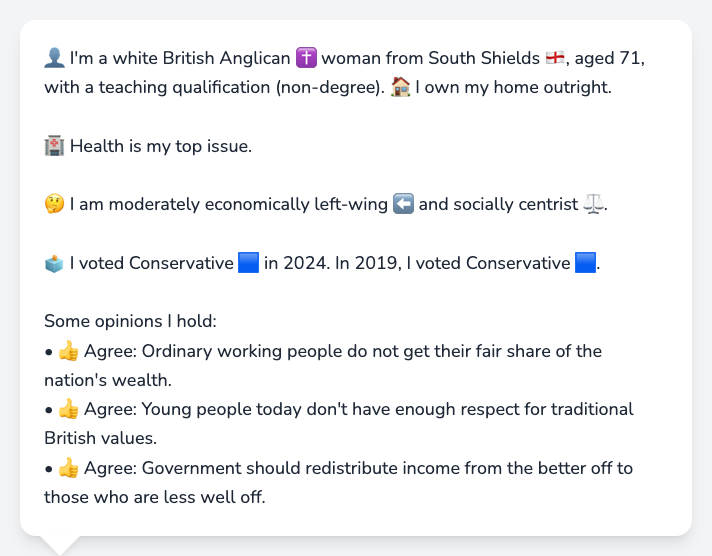 👤 I'm a white British Anglican ✝️ woman from South Shields 🏴󠁧󠁢󠁥󠁮󠁧󠁿, aged 71,
with a teaching qualification (non-degree). 🏠 I own my home outright.
🏥 Health is my top issue.
🤔 I am moderately economically left-wing ⬅️ and socially centrist ⚖️.
🗳️ I voted Conservative 🟦 in 2024. In 2019, I voted Conservative 🟦.
Some opinions I hold:
• 👍 Agree: Ordinary working people do not get their fair share of the
nation's wealth.
• 👍 Agree: Young people today don't have enough respect for traditional
British values.
• 👍 Agree: Government should redistribute income from the better off to
those who are less well off.